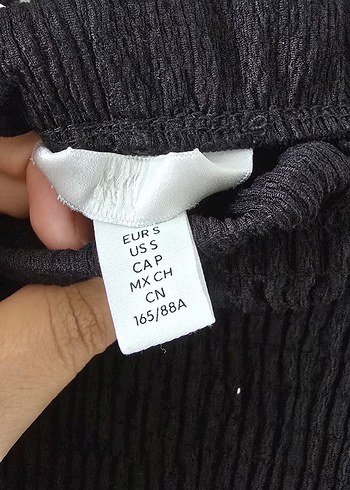 EUR S
US S
CA P
MX CH
CN
165/88A